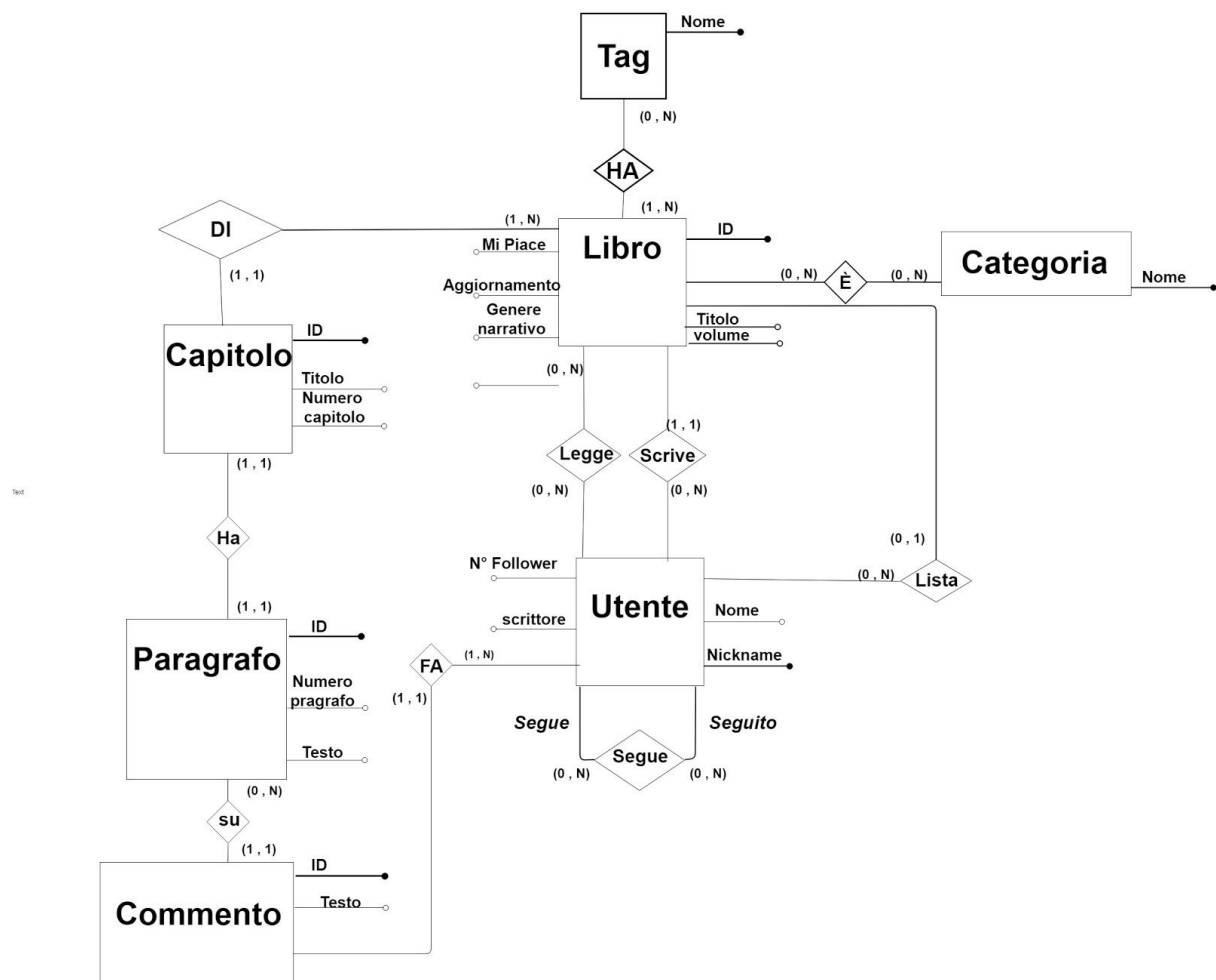 Nome
Tag
(0 , N)
HA
(1 , N)
(1 , N)
DI
(1 , 1)
Mi Piace
Libro
ID
Aggiornamento
(0 , N)
È
(0 , N)
Categoria
Nome
Genere
narrativo
Titolo
volume
ID
Capitolo
Titolo
Numero
capitolo
(0 , N)
(1 , 1)
Legge
Scrive
(0 , N)
(0 , N)
(1 , 1)
Text
Ha
(1 , 1)
(0 , 1)
(0 , N)
Lista
N° Follower
Utente
Nome
scrittore
Nickname
ID
Paragrafo
Numero
pragrafo
Testo
FA
(1 , N)
(1 , 1)
Segue
Seguito
Segue
(0 , N)
(0 , N)
(0 , N)
su
(1 , 1)
ID
Commento
Testo